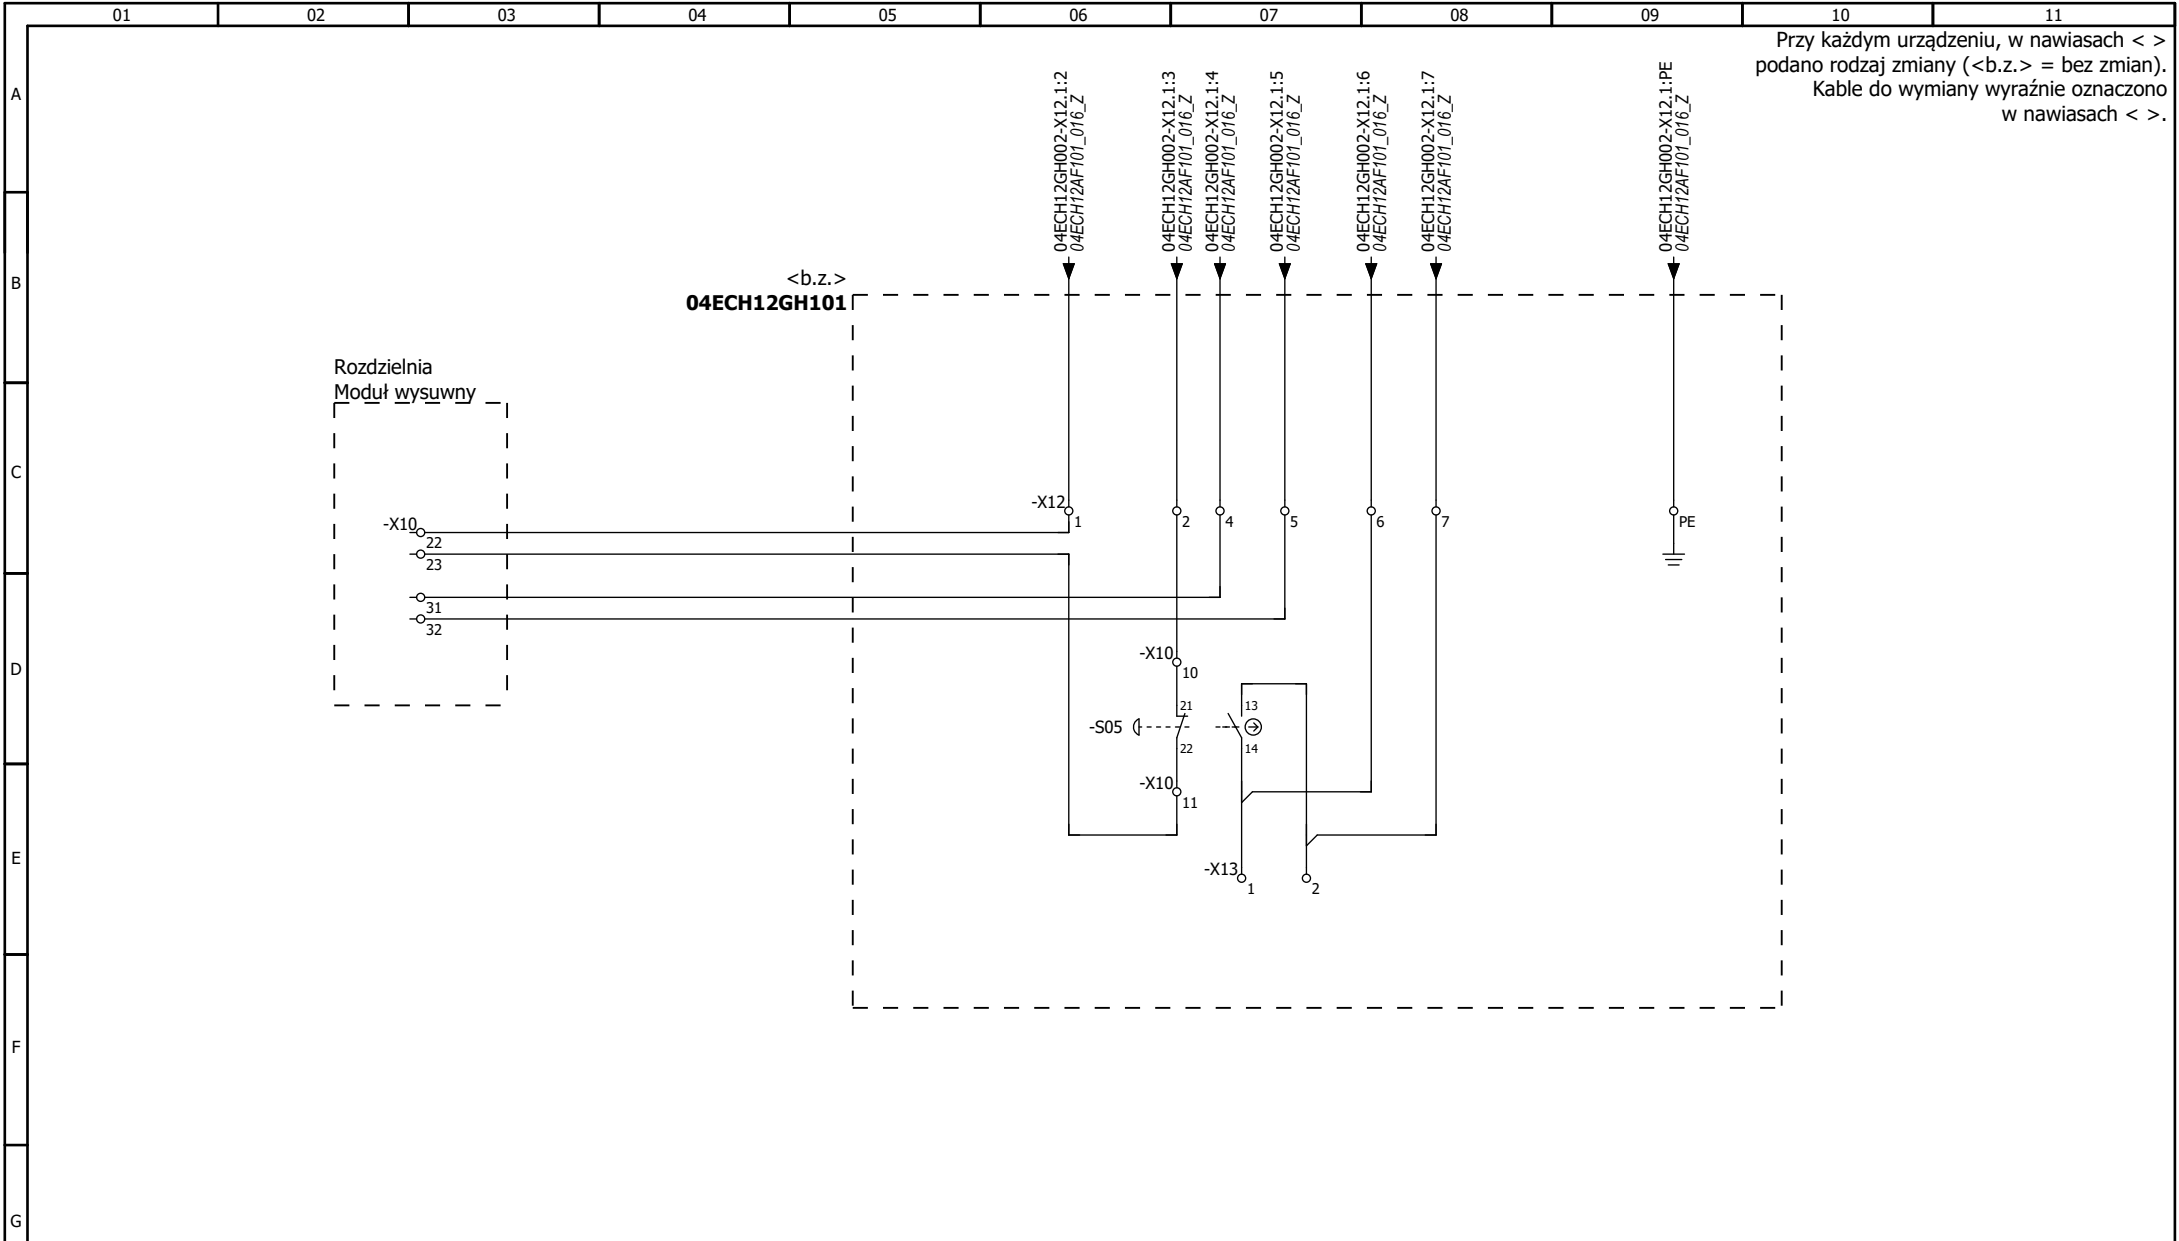 01 02 03 04 05 06 07 08 09 10 11
Przy każdym urządzeniu, w nawiasach < >
podano rodzaj zmiany (<b.z.> = bez zmian).
Kable do wymiany wyraźnie oznaczono
w nawiasach < >.
A
04ECH12GH002-X12.1:2
04ECH12AF101_016_Z
04ECH12GH002-X12.1:3
04ECH12AF101_016_Z
04ECH12GH002-X12.1:4
04ECH12AF101_016_Z
04ECH12GH002-X12.1:5
04ECH12AF101_016_Z
04ECH12GH002-X12.1:6
04ECH12AF101_016_Z
04ECH12GH002-X12.1:7
04ECH12AF101_016_Z
04ECH12GH002-X12.1:PE
04ECH12AF101_016_Z
B
<b.z.>
04ECH12GH101
Rozdzielnia
Moduł wysuwny
C
-X12
1 2 4 5 6 7 PE
-X10
22
23
31
32
D
-X10
10
21 13
-S05
22 14
-X10
11
E
-X13
1 2
F
G